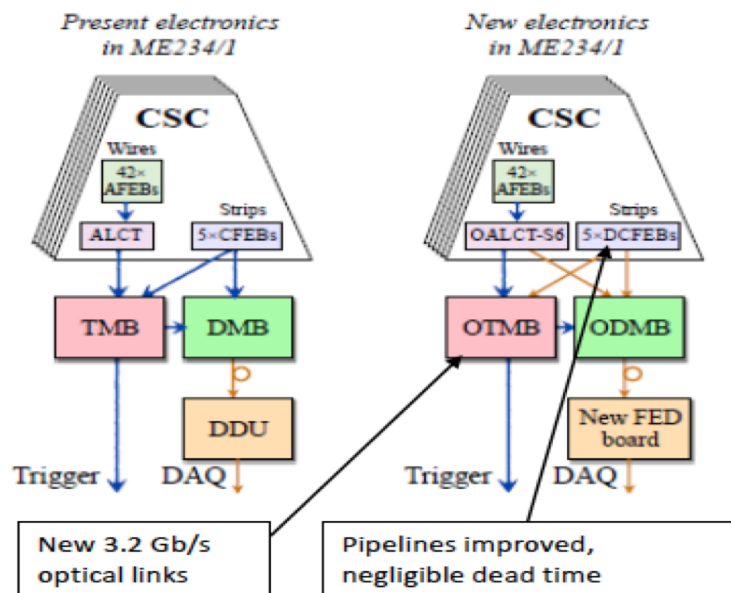 Present electronics
in ME234/1
CSC
Wires
42×
AFEBs
Strips
ALCT
5×CFEBs
TMB
DMB
DDU
Trigger
DAQ
New electronics
in ME234/1
CSC
Wires
42×
AFEBs
Strips
OALCT-S6
5×DCFEBs
OTMB
ODMB
New FED
board
Trigger
DAQ
New 3.2 Gb/s
optical links
Pipelines improved,
negligible dead time